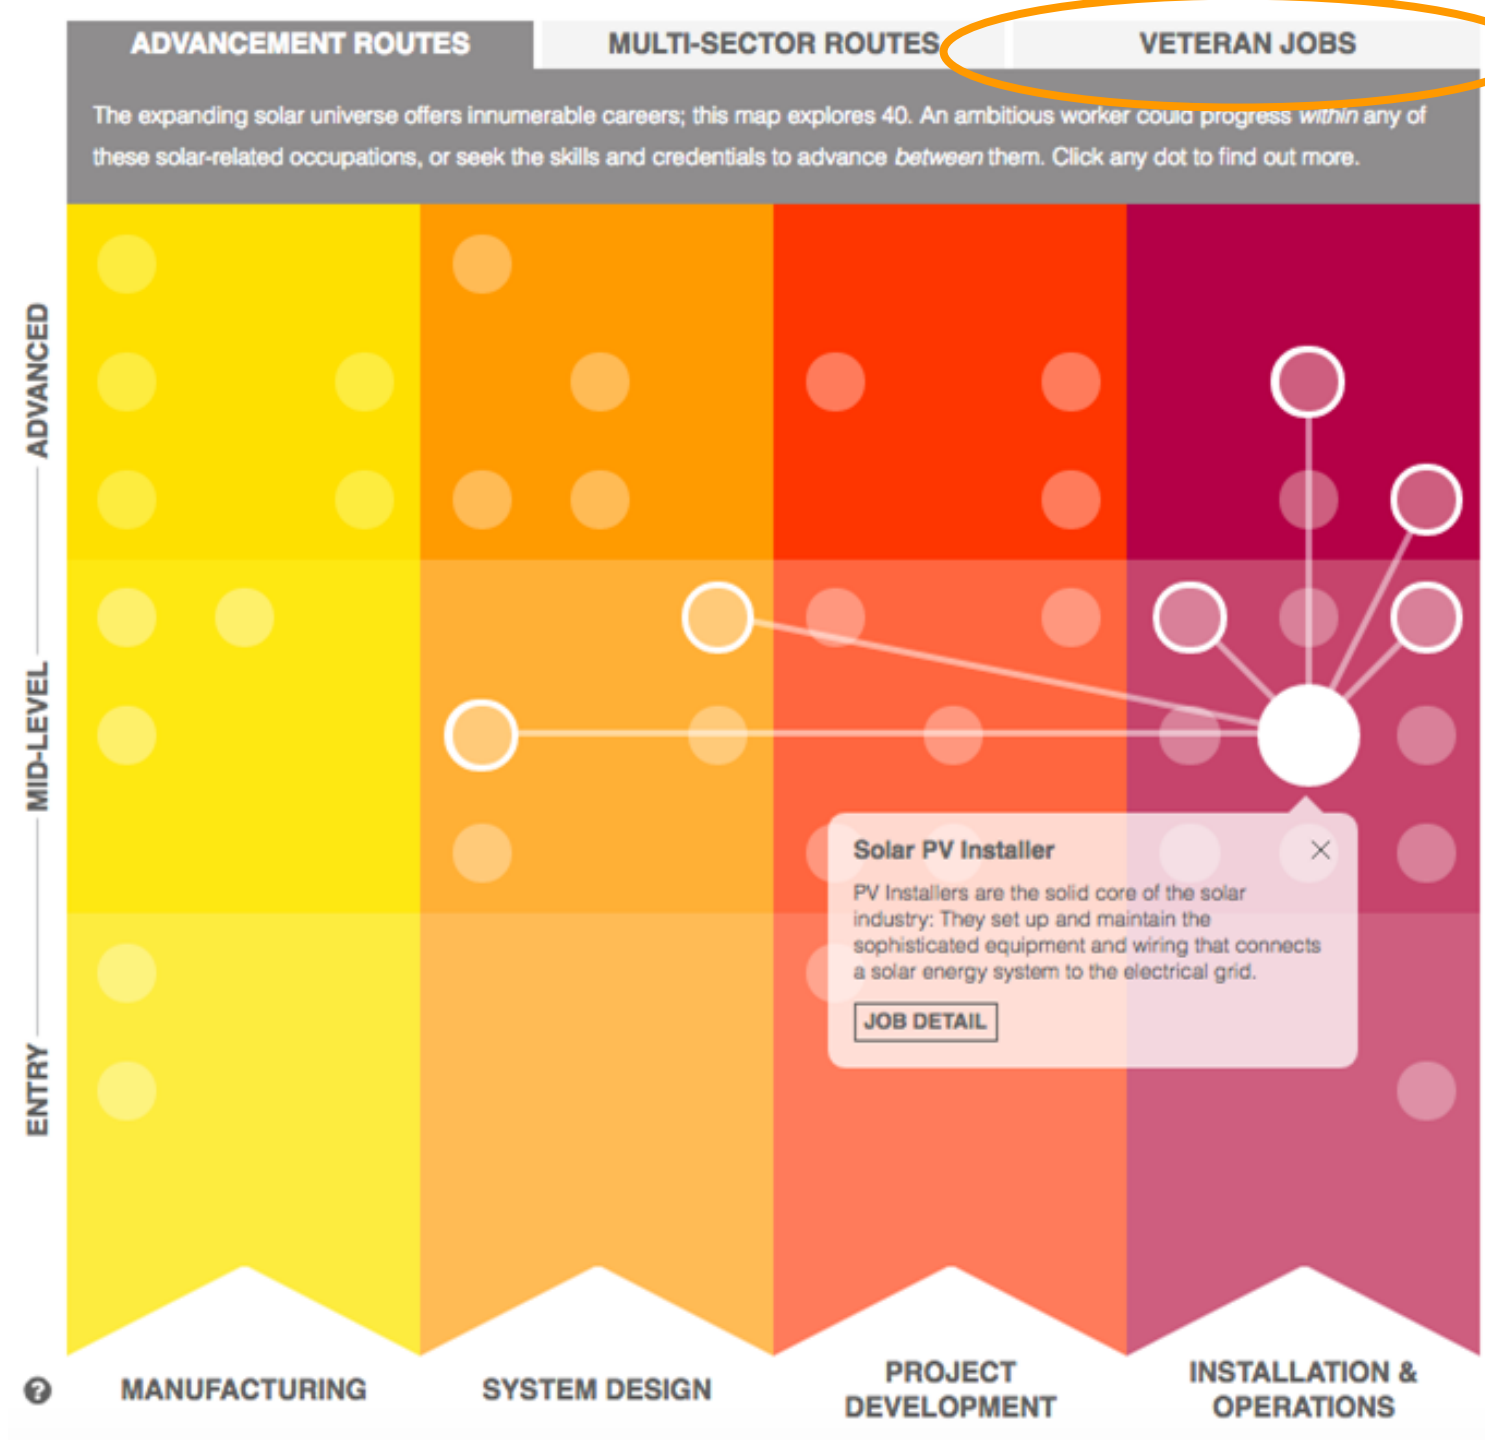 ADVANCEMENT ROUTES
MULTI-SECTOR ROUTES
VETERAN JOBS
The expanding solar universe offers innumerable careers; this map explores 40. An ambitious worker could progress within any of
these solar-related occupations, or seek the skills and credentials to advance between them. Click any dot to find out more.
ADVANCED
MID-LEVEL
ENTRY
Solar PV Installer
PV Installers are the solid core of the solar
industry: They set up and maintain the
sophisticated equipment and wiring that connects
a solar energy system to the electrical grid.
JOB DETAIL
?
MANUFACTURING
SYSTEM DESIGN
PROJECT
DEVELOPMENT
INSTALLATION &
OPERATIONS